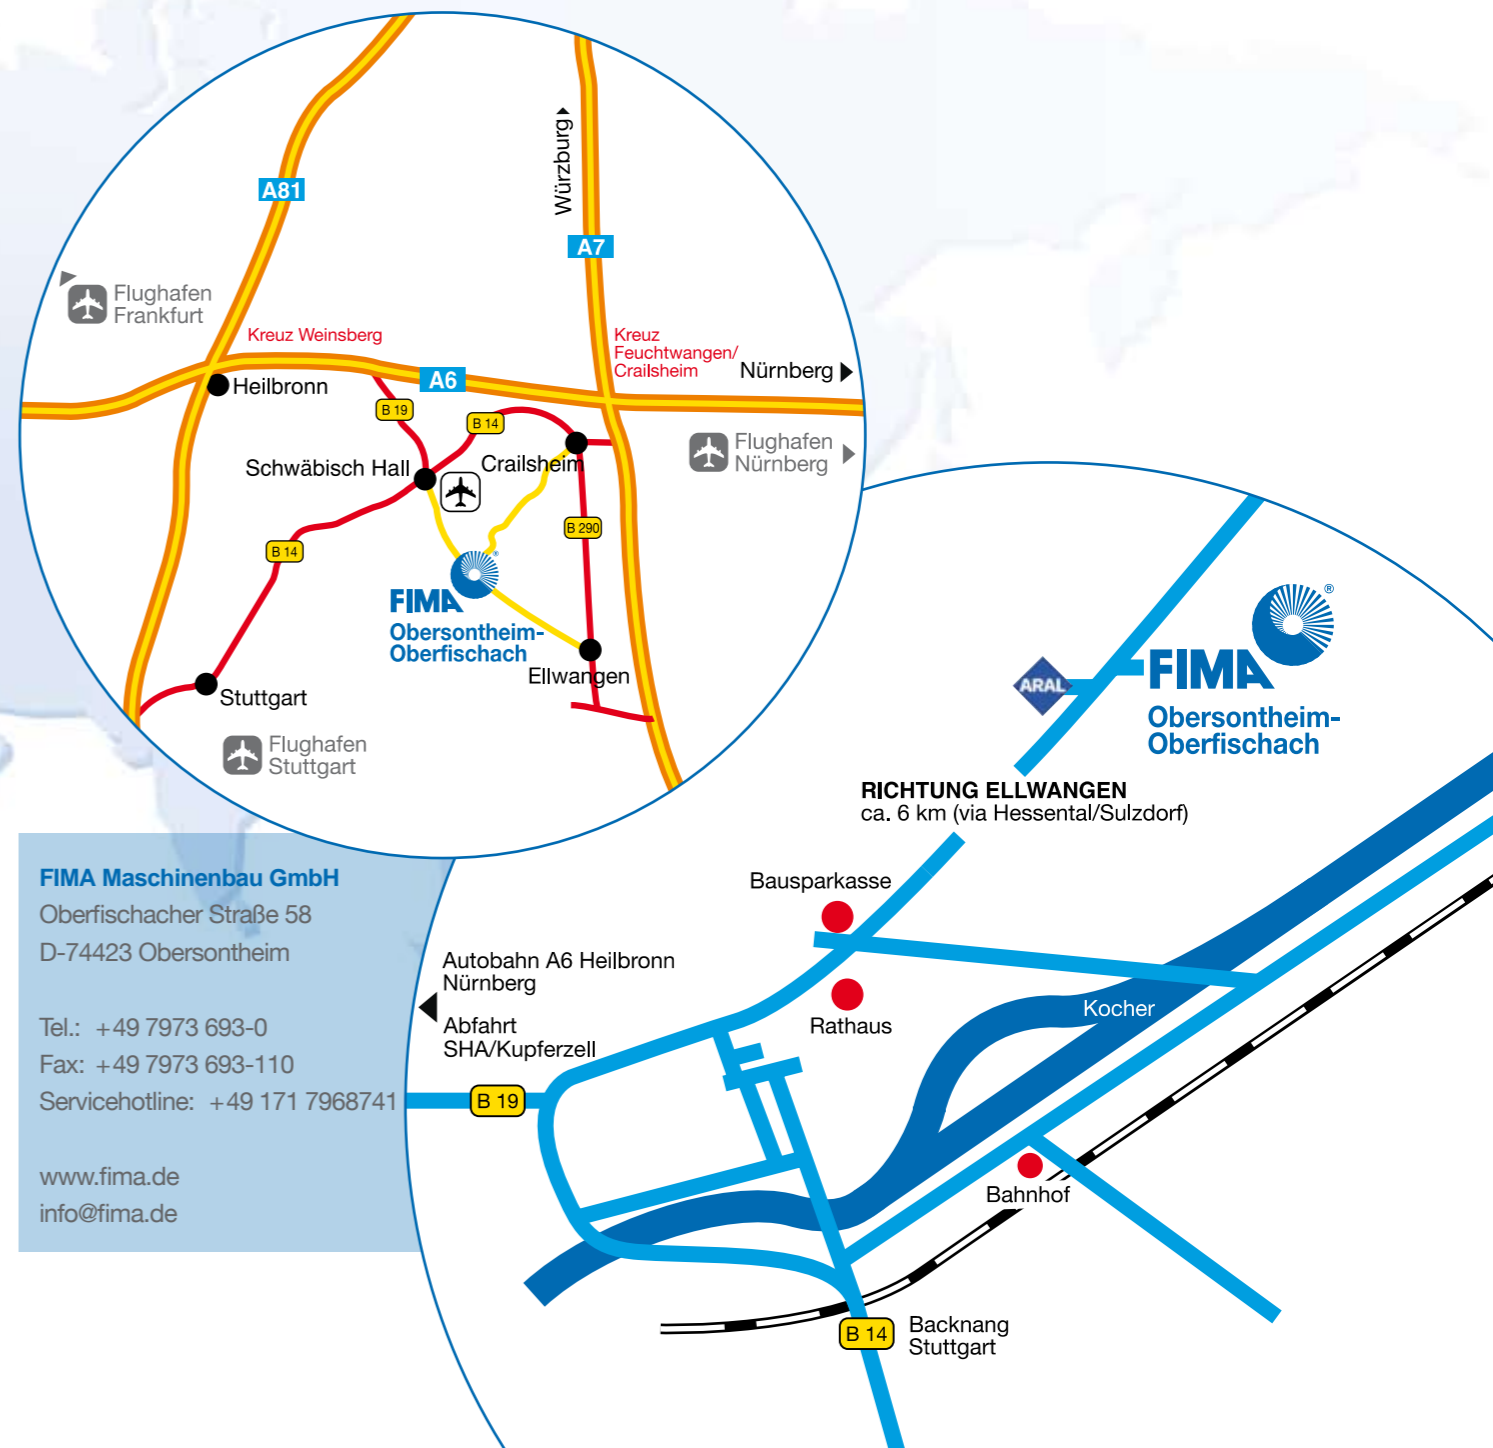 A81
Würzburg
A7
Flughafen
Frankfurt
Kreuz Weinsberg
Kreuz
Feuchtwangen/
Crailsheim
Nürnberg
A6
Heilbronn
B 19
B 14
Schwäbisch Hall
Crailsheim
Flughafen
Nürnberg
B 290
B 14
®
FIMA
Obersontheim-
Oberfischach
Ellwangen
Stuttgart
Flughafen
Stuttgart
®
ARAL
FIMA
Obersontheim-
Oberfischach
RICHTUNG ELLWANGEN
ca. 6 km (via Hessental/Sulzdorf)
Bausparkasse
Autobahn A6 Heilbronn
Nürnberg
Abfahrt
SHA/Kupferzell
Rathaus
Kocher
B 19
Bahnhof
B 14
Backnang
Stuttgart
FIMA Maschinenbau GmbH
Oberfischacher Straße 58
D-74423 Obersontheim
Tel.: +49 7973 693-0
Fax: +49 7973 693-110
Servicehotline: +49 171 7968741
www.fima.de
info@fima.de